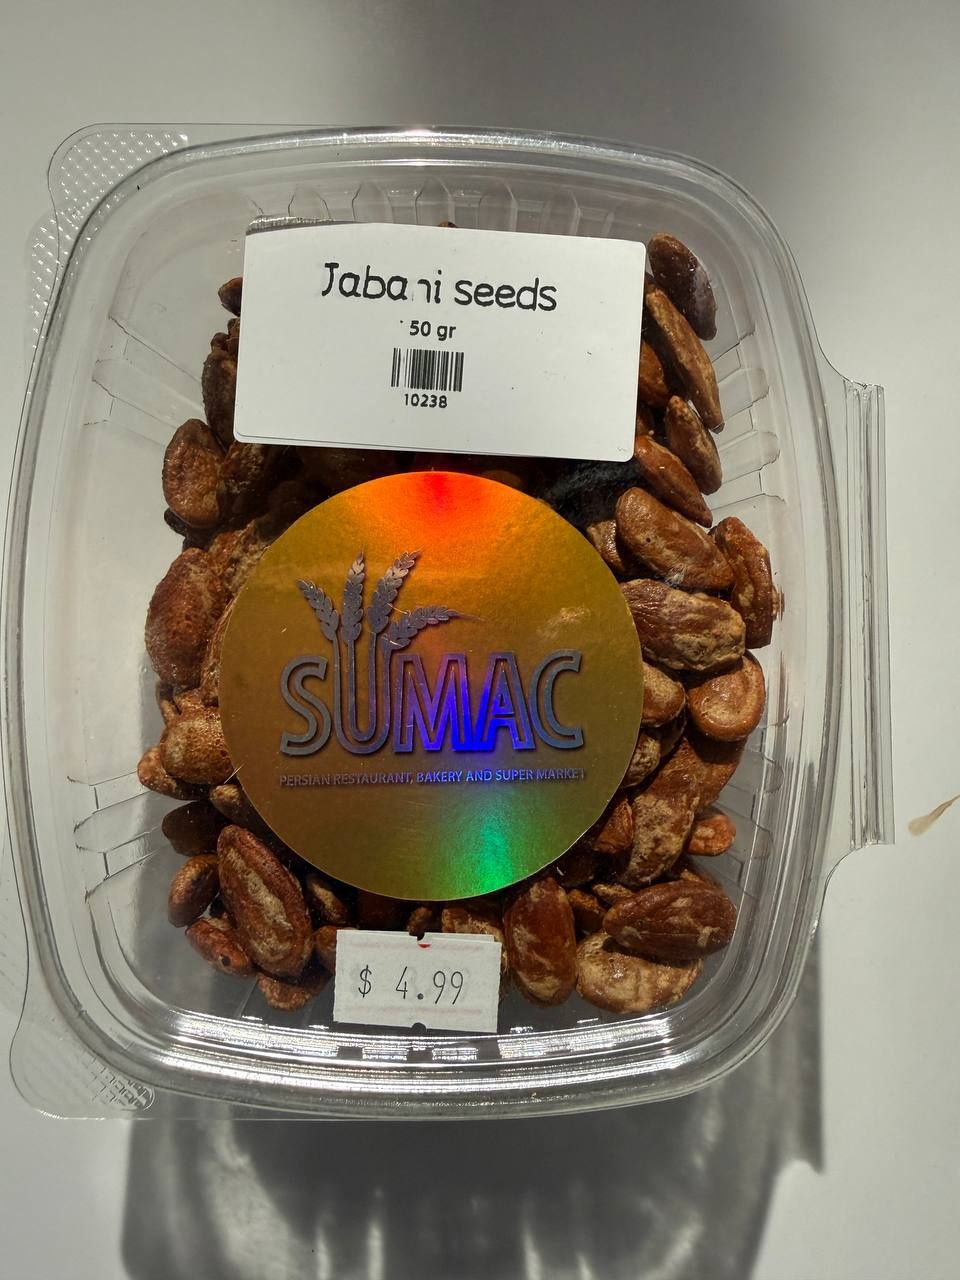 Jabani seeds
50 gr
10238
SUMAC
PERSIAN RESTAURANT, BAKERY AND SUPER MARKET
$ 4.99